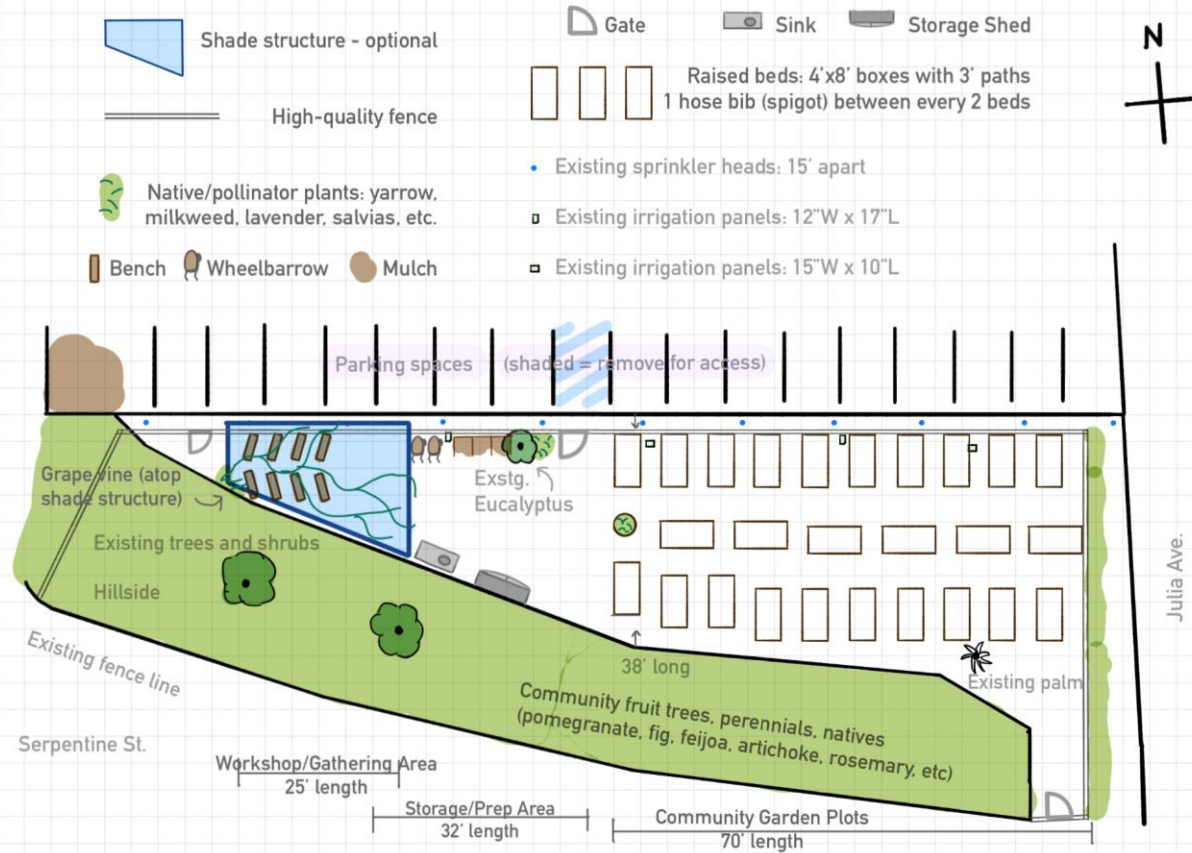 Shade structure - optional
High-quality fence
Native/pollinator plants: yarrow,
milkweed, lavender, salvias, etc.
Bench
Wheelbarrow
Mulch
Gate
Sink
Storage Shed
Raised beds: 4'x8' boxes with 3' paths
1 hose bib (spigot) between every 2 beds
Existing sprinkler heads: 15' apart
Existing irrigation panels: 12"W x 17"L
Existing irrigation panels: 15"W x 10"L
N
Parking spaces
(shaded = remove for access)
Grape vine (atop
shade structure)
Exstg.
Eucalyptus
Existing trees and shrubs
Hillside
Existing fence line
Serpentine St.
38' long
Existing palm
Community fruit trees, perennials, natives
(pomegranate, fig, feijoa, artichoke, rosemary, etc)
Julia Ave.
Workshop/Gathering Area
25' length
Storage/Prep Area
32' length
Community Garden Plots
70' length